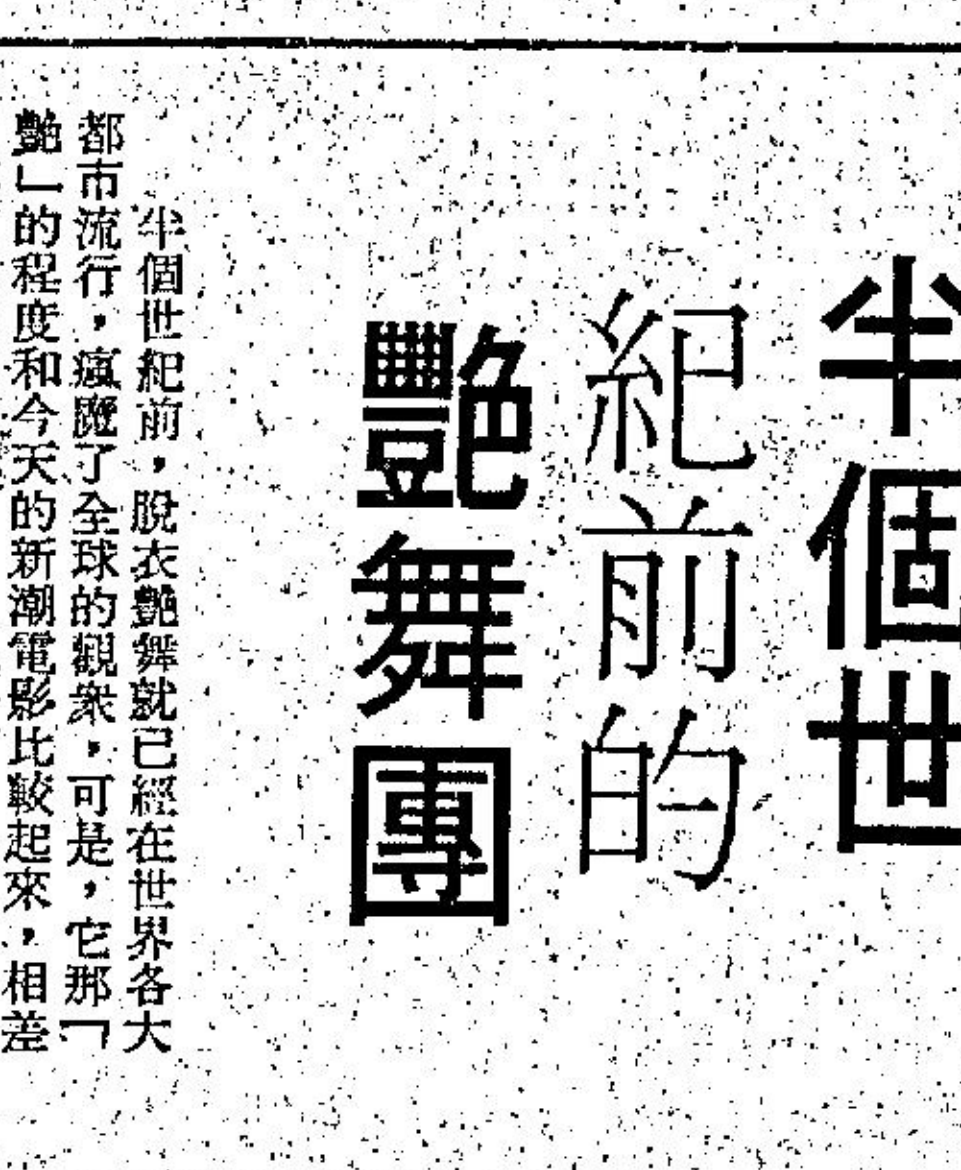 半個世
紀前的
艷舞團
半個世紀前，脫衣艷舞就已經在世界各大
都市流行，瘋魔了全球的觀衆，可是，它那「
艷」的程度和今天的新潮電影比較起來，相差